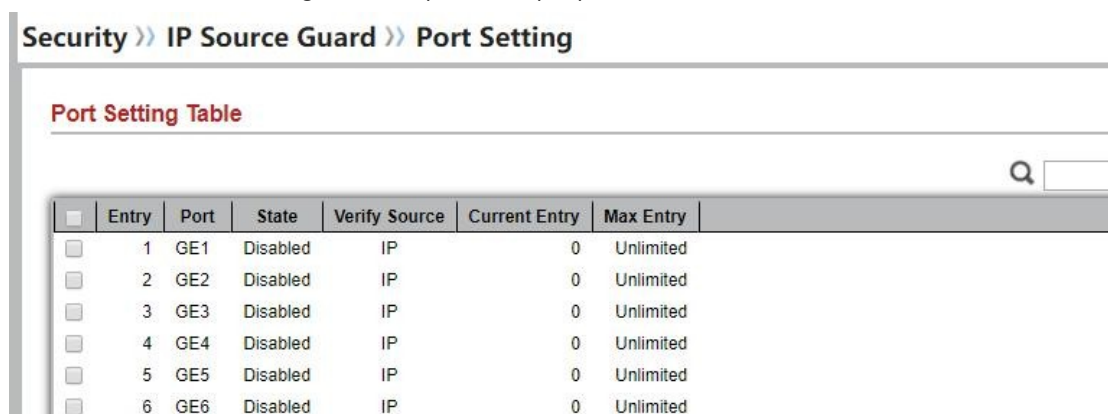 Security 》 IP Source Guard 》 Port Setting
Port Setting Table
Entry Port State Verify Source Current Entry Max Entry
1 GE1 Disabled IP 0 Unlimited
2 GE2 Disabled IP 0 Unlimited
3 GE3 Disabled IP 0 Unlimited
4 GE4 Disabled IP 0 Unlimited
5 GE5 Disabled IP 0 Unlimited
6 GE6 Disabled IP 0 Unlimited